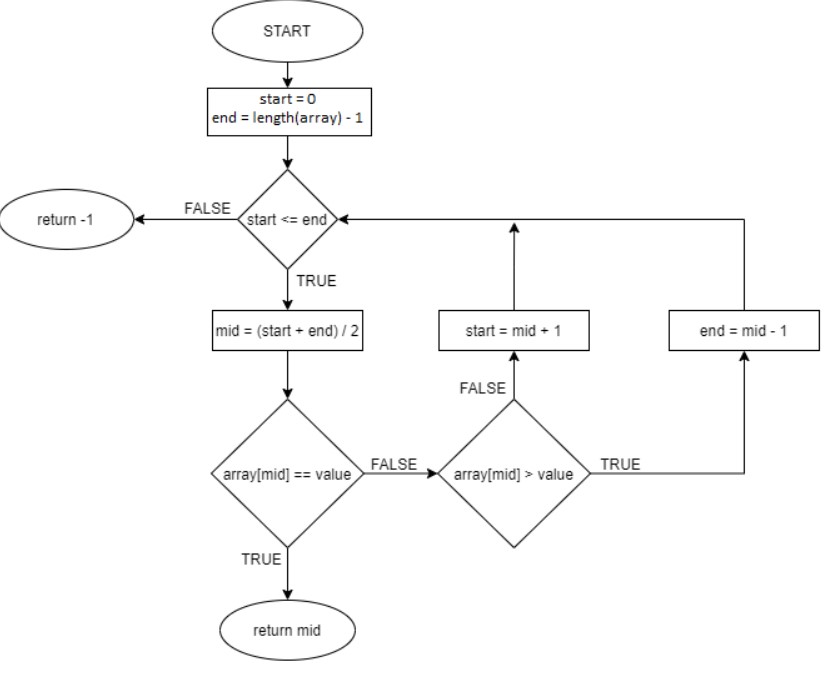 START
start = 0
end = length(array) - 1
FALSE
return -1
start <= end
TRUE
mid = (start + end) / 2
start = mid + 1
end = mid - 1
FALSE
array[mid] == value
FALSE
array[mid] > value
TRUE
TRUE
return mid